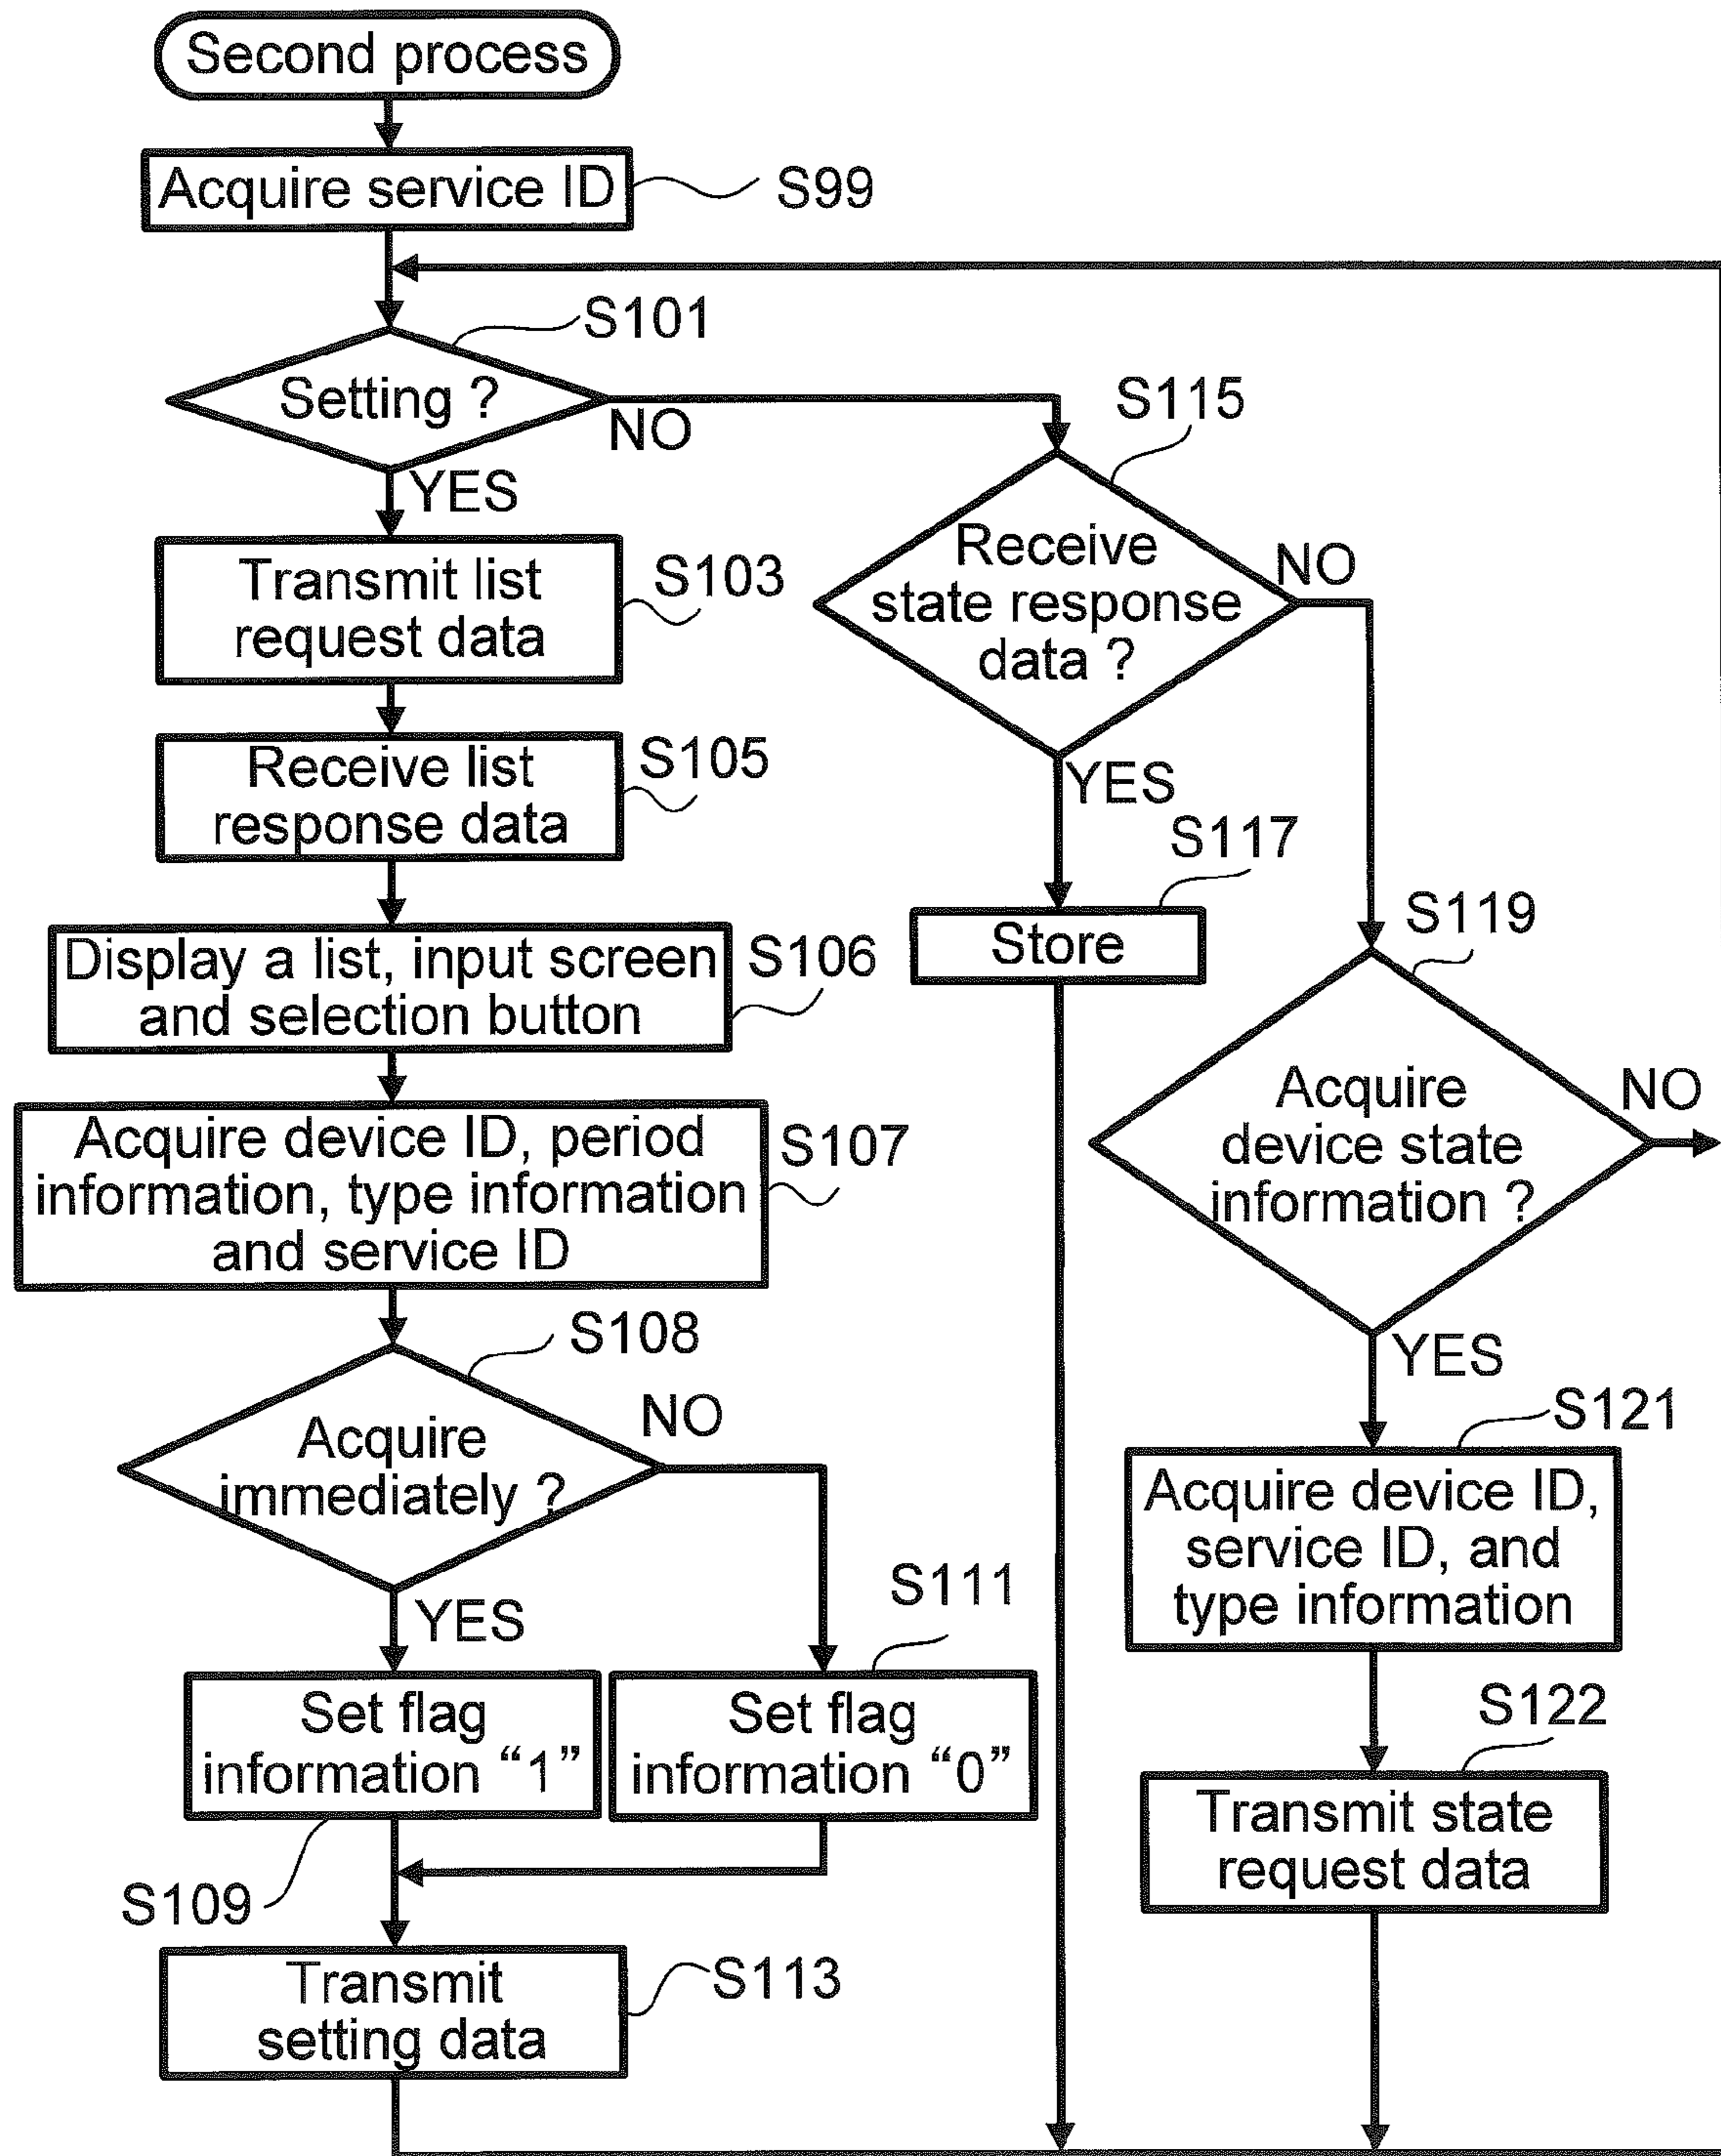 Second process
Acquire service ID
S99
S101
Setting ?
NO
YES
Transmit list
request data
S103
Receive list
response data
S105
Display a list, input screen
and selection button
S106
Acquire device ID, period
information, type information
and service ID
S107
S108
Acquire
immediately ?
NO
YES
S111
Set flag
information “1”
Set flag
information “0”
S109
Transmit
setting data
S113
S115
Receive
state response
data ?
NO
YES
S117
Store
S119
Acquire
device state
information ?
NO
YES
S121
Acquire device ID,
service ID, and
type information
S122
Transmit state
request data